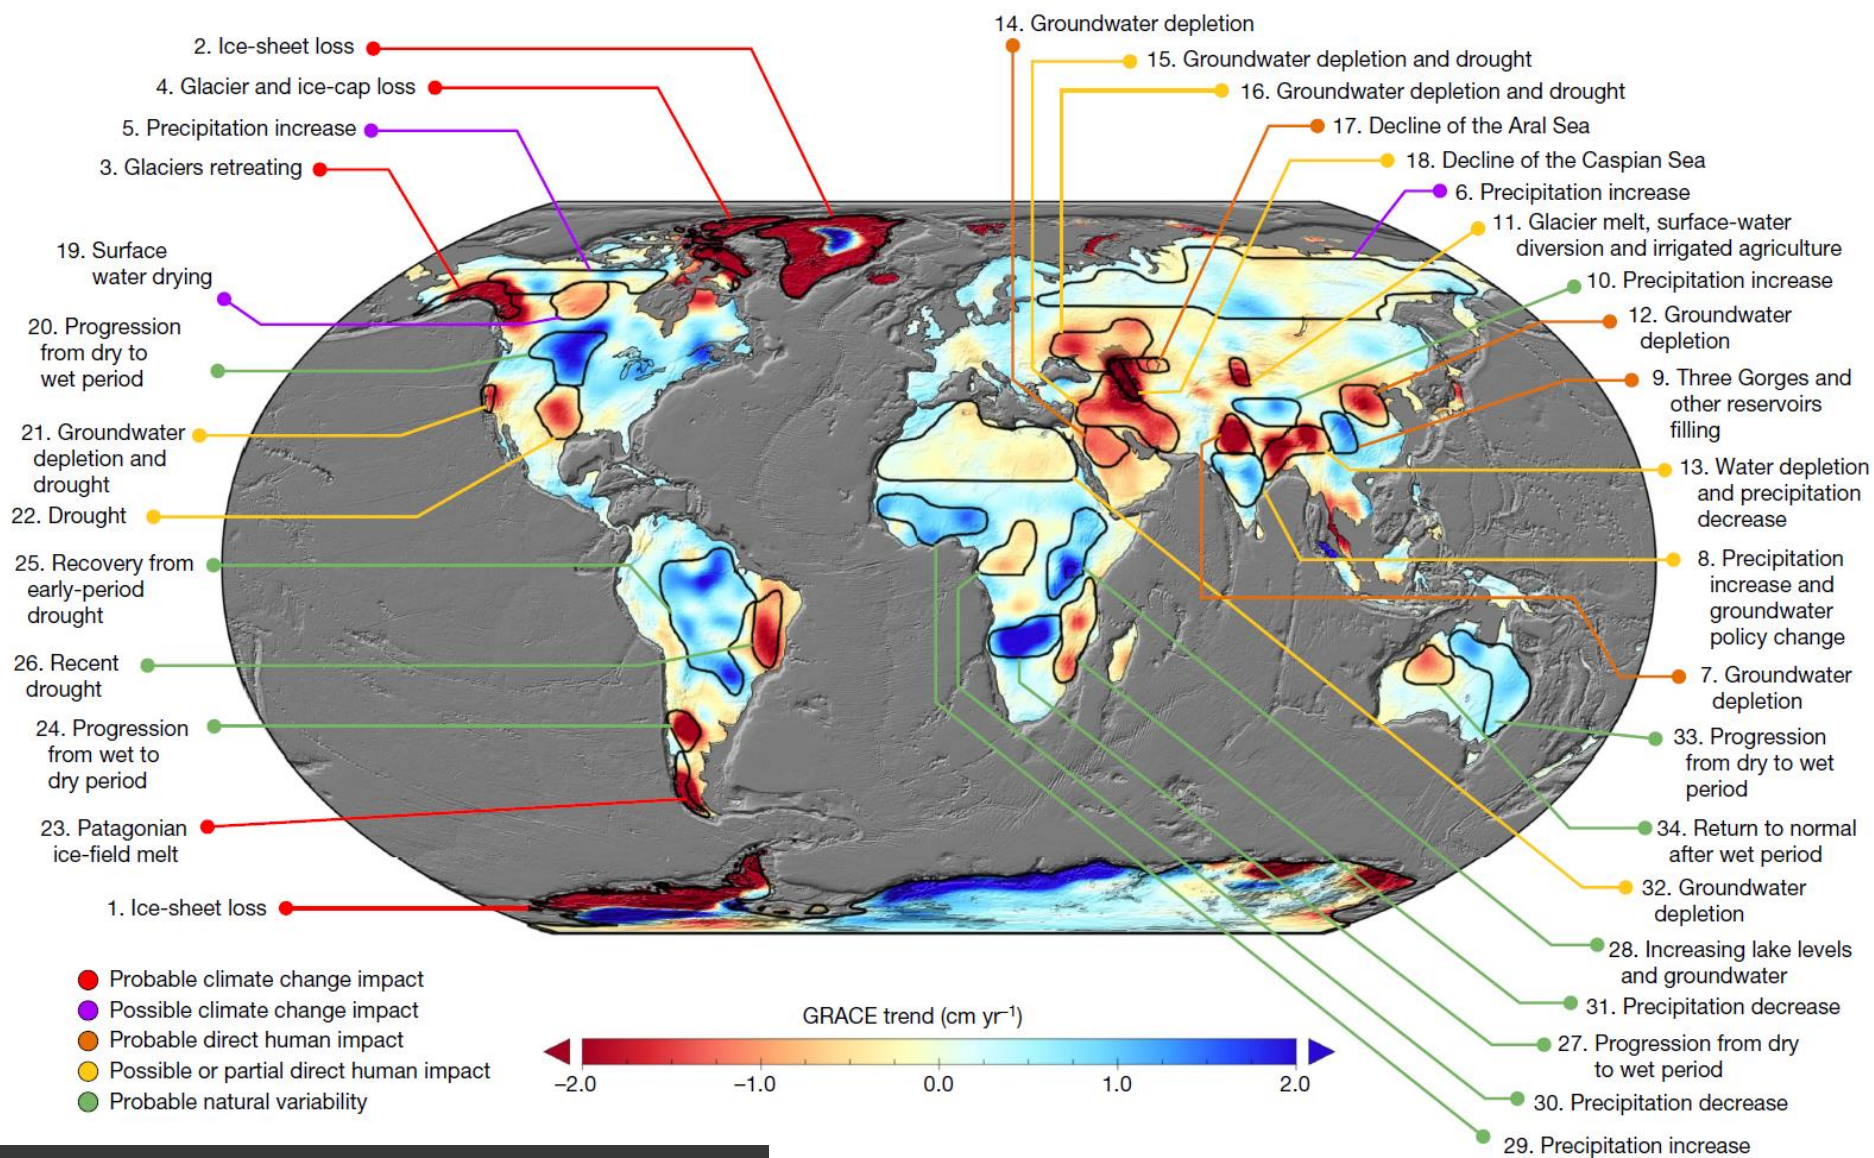 14. Groundwater depletion
2. Ice-sheet loss
15. Groundwater depletion and drought
4. Glacier and ice-cap loss
16. Groundwater depletion and drought
5. Precipitation increase
17. Decline of the Aral Sea
3. Glaciers retreating
18. Decline of the Caspian Sea
6. Precipitation increase
11. Glacier melt, surface-water
diversion and irrigated agriculture
19. Surface
water drying
10. Precipitation increase
20. Progression
from dry to
wet period
12. Groundwater
depletion
9. Three Gorges and
other reservoirs
filling
21. Groundwater
depletion and
drought
13. Water depletion
and precipitation
decrease
22. Drought
25. Recovery from
early-period
drought
8. Precipitation
increase and
groundwater
policy change
26. Recent
drought
7. Groundwater
depletion
24. Progression
from wet to
dry period
33. Progression
from dry to wet
period
23. Patagonian
ice-field melt
34. Return to normal
after wet period
1. Ice-sheet loss
32. Groundwater
depletion
28. Increasing lake levels
and groundwater
31. Precipitation decrease
27. Progression from dry
to wet period
30. Precipitation decrease
29. Precipitation increase
Probable climate change impact
Possible climate change impact
Probable direct human impact
Possible or partial direct human impact
Probable natural variability
GRACE trend (cm yr⁻¹)
–2.0 –1.0 0.0 1.0 2.0